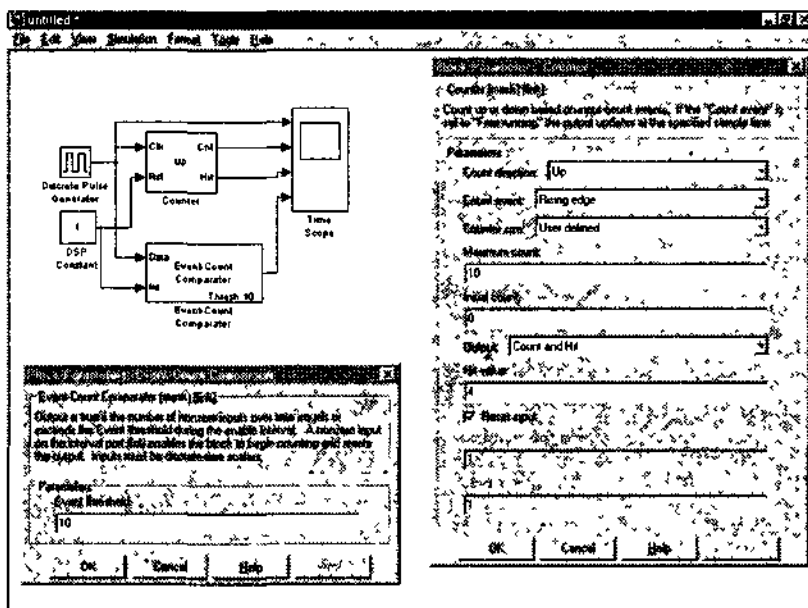 untitled *
File Edit View Simulation Format Tools Help
Clk Cnt
Up
Rst Hit
Counter
Discrete Pulse
Generator
1
DSP
Constant
Time
Scope
Data
Event-Count
Comparator
Int
Thresh: 10
Event-Count
Comparator
Counter (mask) (link)
Count up or down based on count events. If the "Count event" is
set to "Free running," the output updates at the specified sample time.
Parameters
Count direction: Up
Count event: Rising edge
Counter size: User defined
Maximum count:
10
Initial count:
0
Output: Count and Hit
Hit value:
4
Reset input
OK Cancel Help
Event-Count Comparator (mask) (link)
Output a true if the number of nonzero inputs over time equals or
exceeds the Event threshold during the enable interval. A nonzero input
on the interval port (Int) enables the block to begin counting and resets
the output. Inputs must be discrete-time scalars.
Parameters
Event threshold:
10
OK Cancel Help